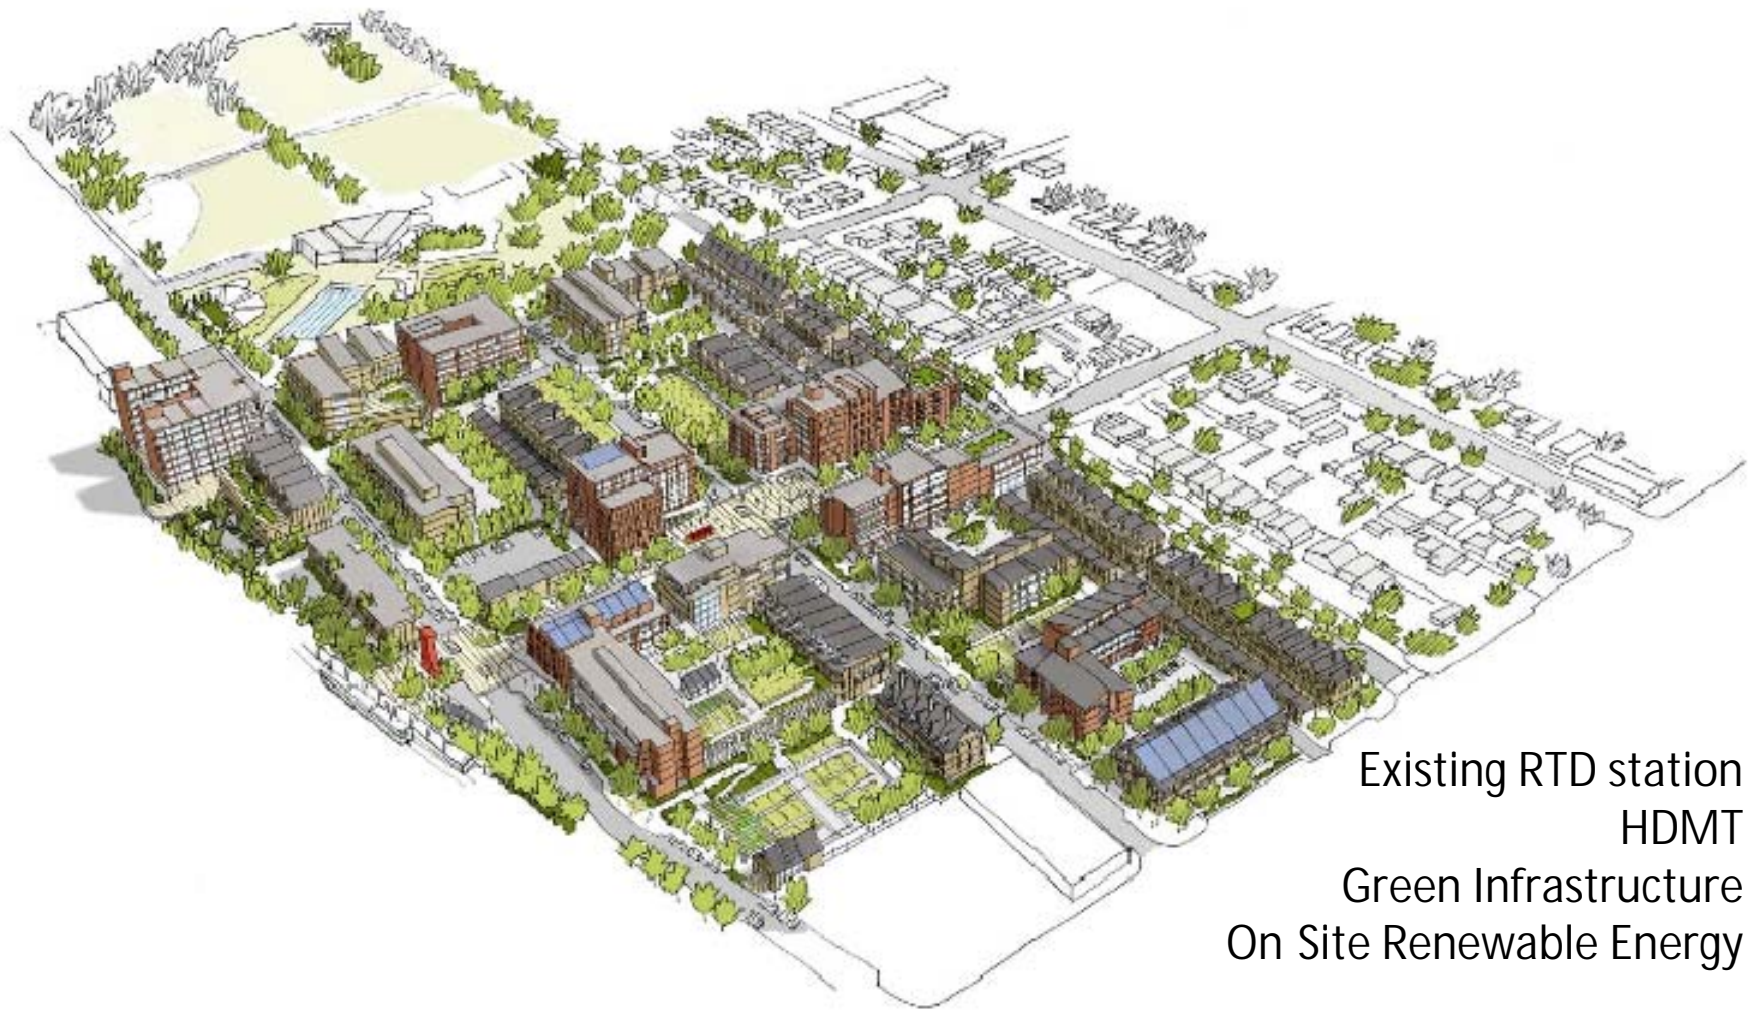 Existing RTD station
HDMT
Green Infrastructure
On Site Renewable Energy